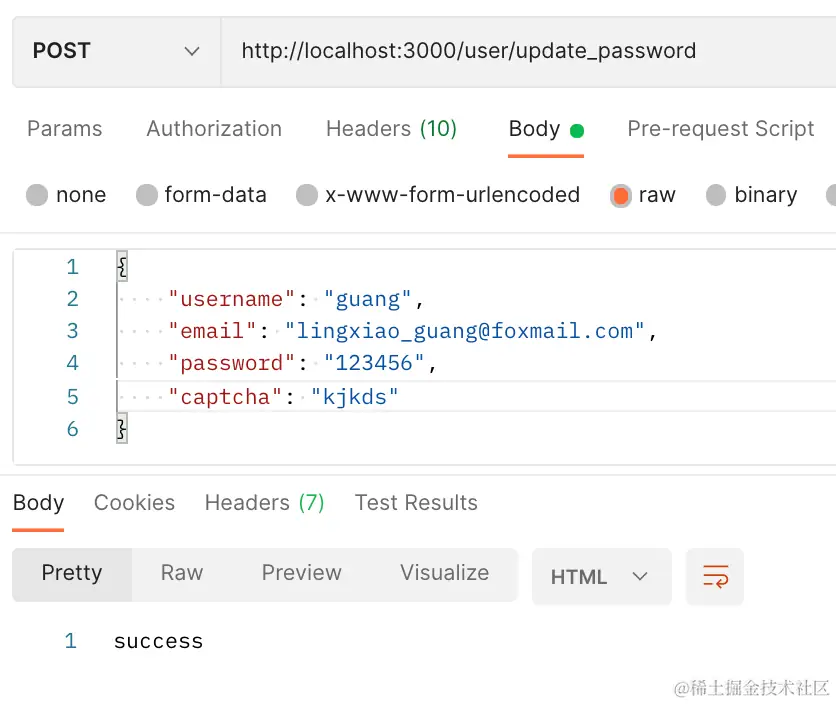 POST http://localhost:3000/user/update_password
Params Authorization Headers (10) Body Pre-request Script
none form-data x-www-form-urlencoded raw binary
1 {
2 "username": "guang",
3 "email": "lingxiao_guang@foxmail.com",
4 "password": "123456",
5 "captcha": "kjkds"
6 }
Body Cookies Headers (7) Test Results
Pretty Raw Preview Visualize HTML
1 success
@稀土掘金技术社区